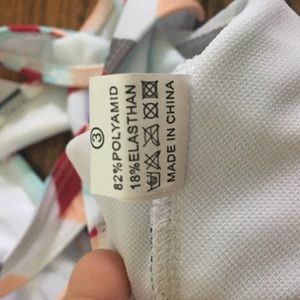 3
82%POLYAMID
18%ELASTHAN
MADE IN CHINA